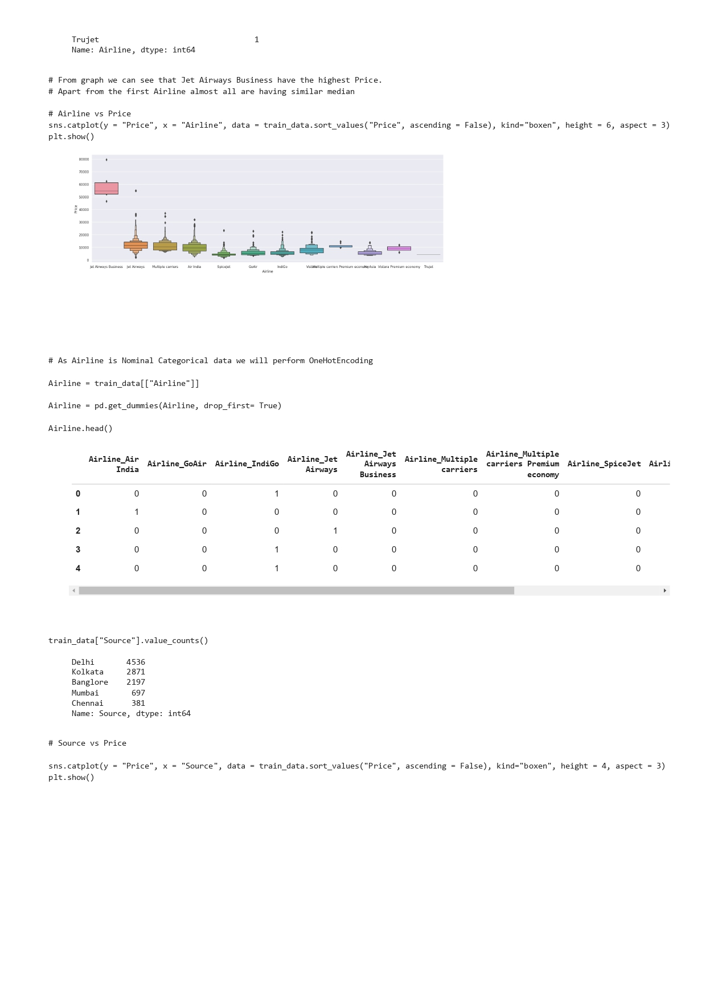 Trujet 1
Name: Airline, dtype: int64
# From graph we can see that Jet Airways Business have the highest Price.
# Apart from the first Airline almost all are having similar median
# Airline vs Price
sns.catplot(y = "Price", x = "Airline", data = train_data.sort_values("Price", ascending = False), kind="boxen", height = 6, aspect = 3)
plt.show()
80000
70000
60000
50000
40000
30000
20000
10000
0
Price
Jet Airways Business Jet Airways Multiple carriers Air India SpiceJet GoAir IndiGo Vistara Multiple carriers Premium economy Air Asia Vistara Premium economy Trujet
Airline
# As Airline is Nominal Categorical data we will perform OneHotEncoding
Airline = train_data[["Airline"]]
Airline = pd.get_dummies(Airline, drop_first= True)
Airline.head()
Airline_Air India Airline_GoAir Airline_IndiGo Airline_Jet Airways Airline_Jet Airways Business Airline_Multiple carriers Airline_Multiple carriers Premium economy Airline_SpiceJet Airli
0 0 0 1 0 0 0 0 0
1 1 0 0 0 0 0 0 0
2 0 0 0 1 0 0 0 0
3 0 0 1 0 0 0 0 0
4 0 0 1 0 0 0 0 0
train_data["Source"].value_counts()
Delhi 4536
Kolkata 2871
Banglore 2197
Mumbai 697
Chennai 381
Name: Source, dtype: int64
# Source vs Price
sns.catplot(y = "Price", x = "Source", data = train_data.sort_values("Price", ascending = False), kind="boxen", height = 4, aspect = 3)
plt.show()